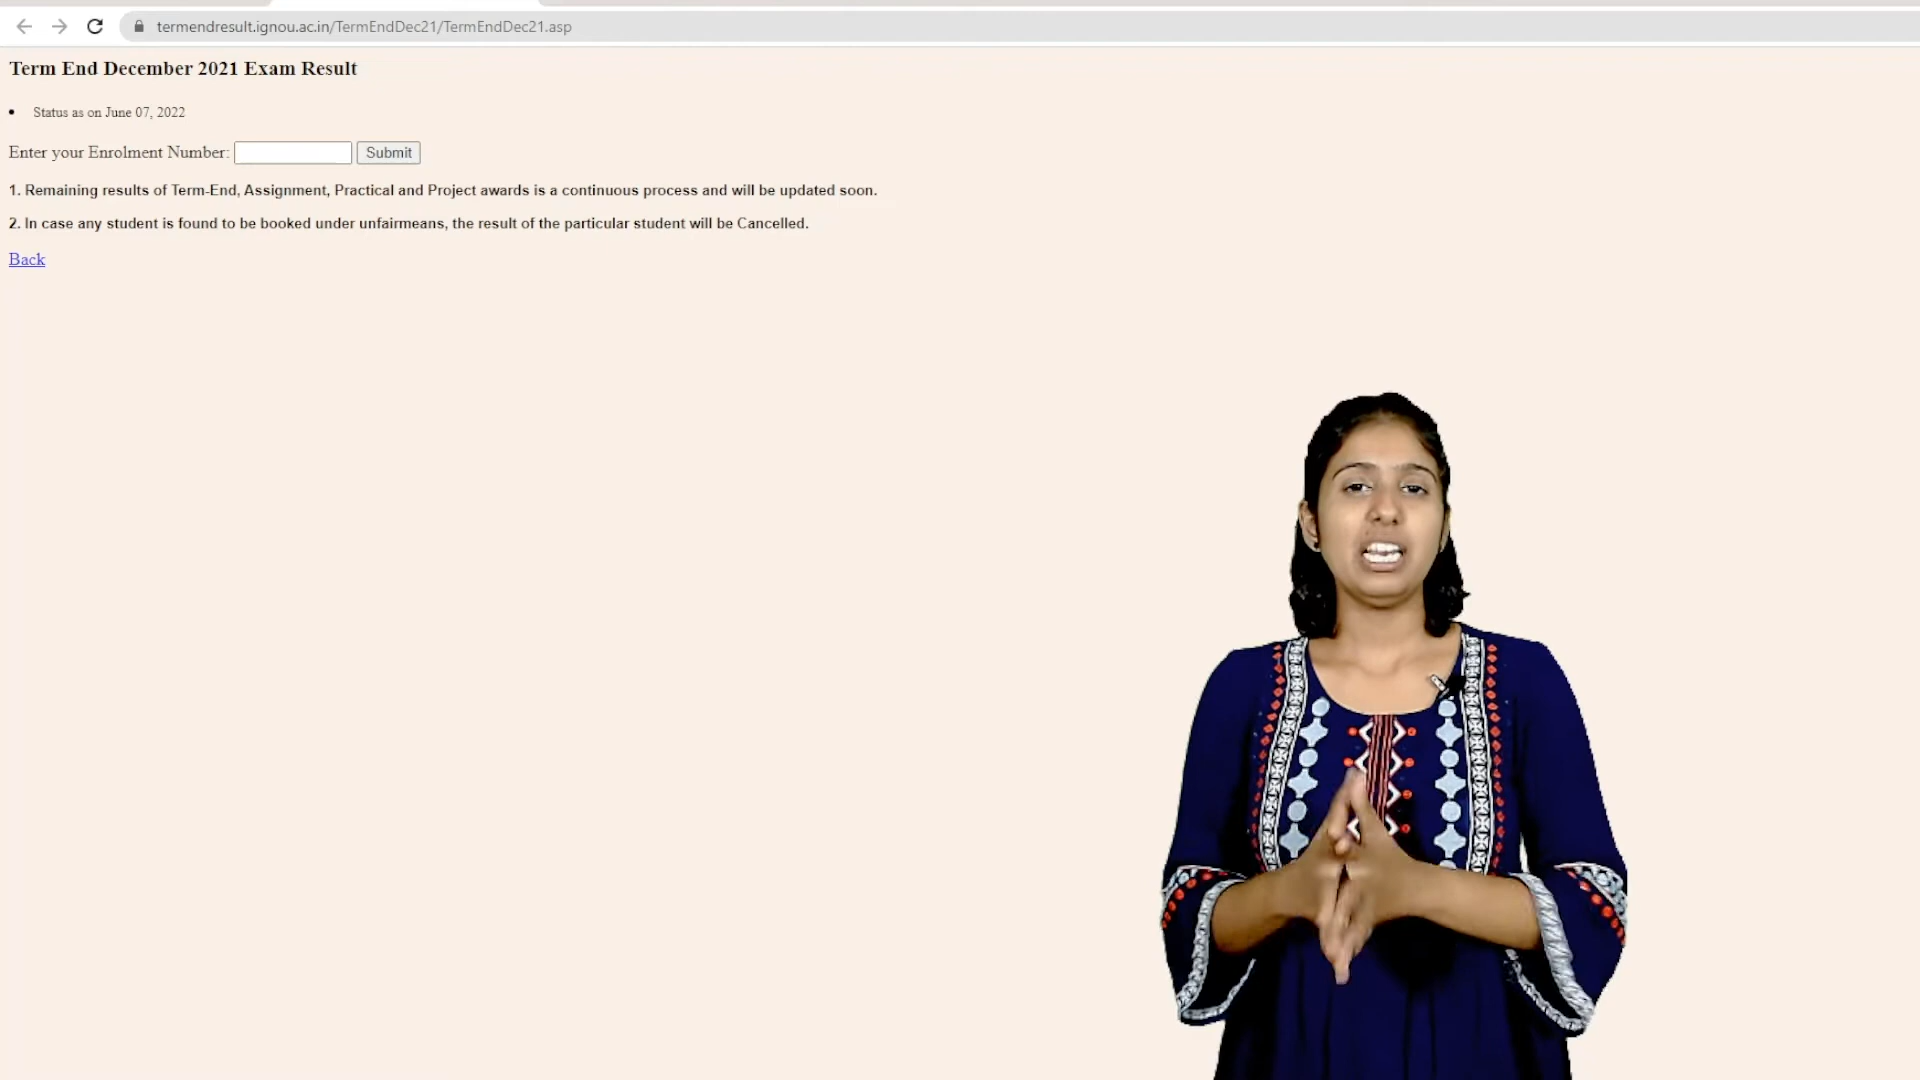 termendresult.ignou.ac.in/TermEndDec21/TermEndDec21.asp
Term End December 2021 Exam Result
• Status as on June 07, 2022
Enter your Enrolment Number: Submit
1. Remaining results of Term-End, Assignment, Practical and Project awards is a continuous process and will be updated soon.
2. In case any student is found to be booked under unfairmeans, the result of the particular student will be Cancelled.
Back